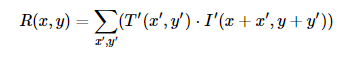 R(x, y) = ∑_{x′,y′} (T′(x′, y′) · I′(x + x′, y + y′))